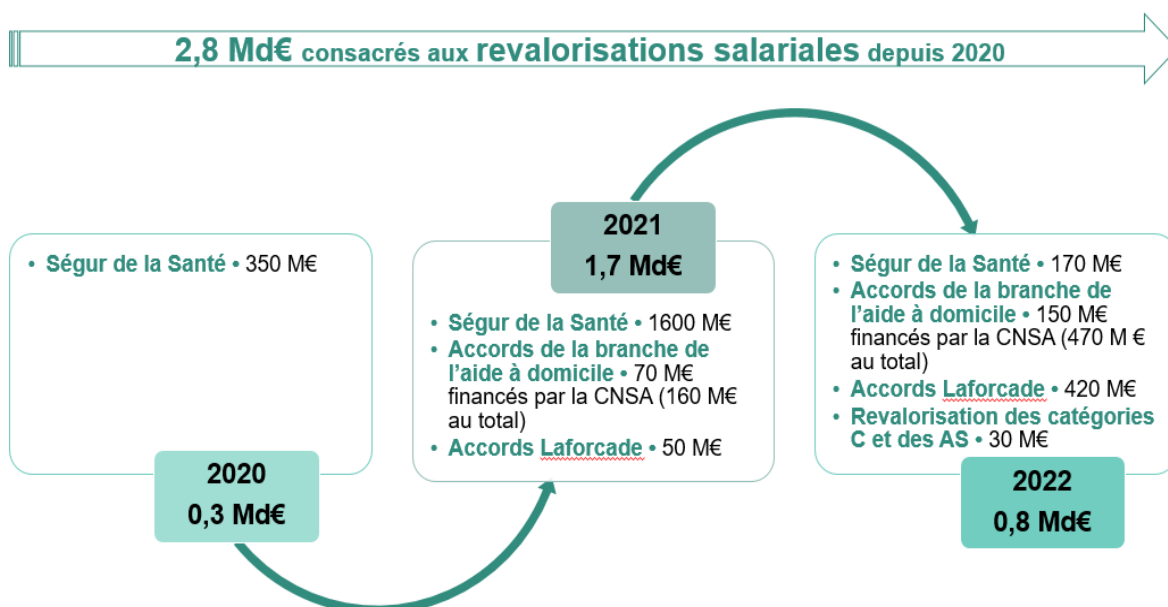 2,8 Md€ consacrés aux revalorisations salariales depuis 2020
• Ségur de la Santé • 350 M€
2020
0,3 Md€
2021
1,7 Md€
• Ségur de la Santé • 1600 M€
• Accords de la branche de
l'aide à domicile • 70 M€
financés par la CNSA (160 M€
au total)
• Accords Laforcade • 50 M€
• Ségur de la Santé • 170 M€
• Accords de la branche de
l'aide à domicile • 150 M€
financés par la CNSA (470 M €
au total)
• Accords Laforcade • 420 M€
• Revalorisation des catégories
C et des AS • 30 M€
2022
0,8 Md€